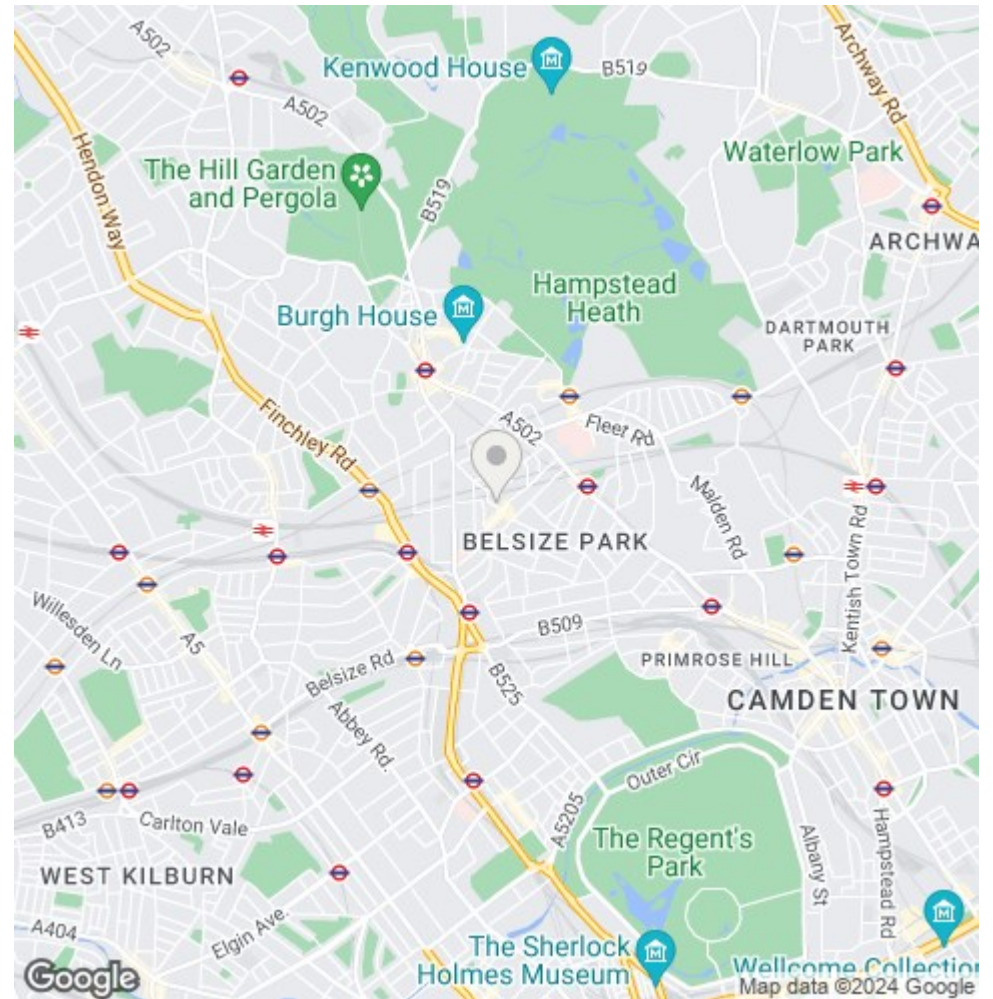 A502
Kenwood House
B519
Archway Rd
A502
Hendon Way
The Hill Garden
and Pergola
B519
Waterlow Park
ARCHWA
Hampstead
Heath
Burgh House
DARTMOUTH
PARK
Finchley Rd
A502
Fleet Rd
Malden Rd
BELSIZE PARK
Kentish Town Rd
Willesden Ln
A5
B509
Belsize Rd
PRIMROSE HILL
B525
CAMDEN TOWN
Abbey Rd.
Outer Cir
A5205
B413
Carlton Vale
The Regent's
Park
Albany St
Hampstead Rd
WEST KILBURN
Elgin Ave.
A404
The Sherlock
Holmes Museum
Wellcome Collection
Google
Map data ©2024 Google